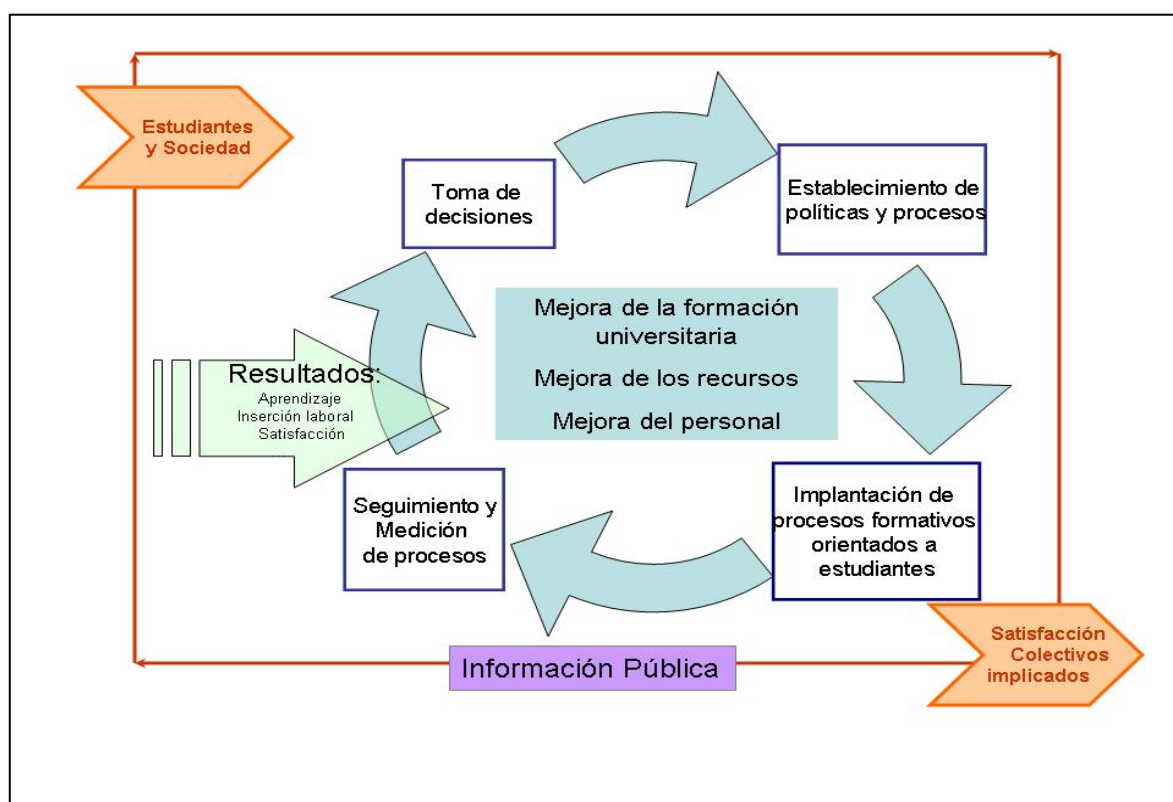 Estudiantes
y Sociedad
Toma de
decisiones
Establecimiento de
políticas y procesos
Mejora de la formación
universitaria
Mejora de los recursos
Mejora del personal
Resultados:
Aprendizaje
Inserción laboral
Satisfacción
...
Seguimiento y
Medición
de procesos
Implantación de
procesos formativos
orientados a
estudiantes
Información Pública
Satisfacción
Colectivos
implicados